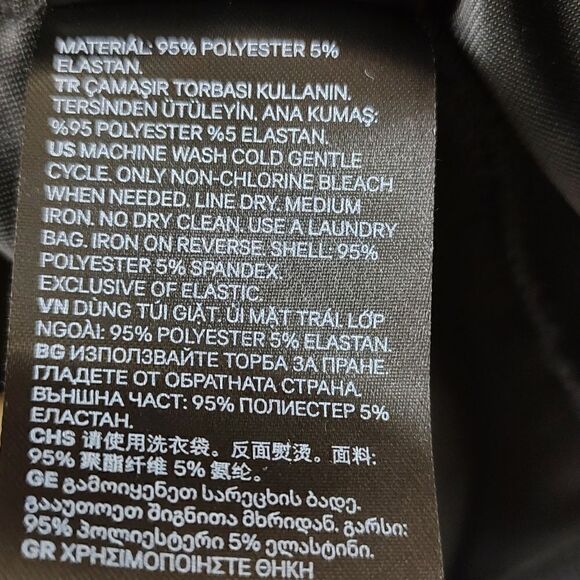 MATERIÁL: 95% POLYESTER 5%
ELASTAN.
TR ÇAMAŞIR TORBASI KULLANIN.
TERSİNDEN ÜTÜLEYİN. ANA KUMAŞ:
%95 POLYESTER %5 ELASTAN.
US MACHINE WASH COLD GENTLE
CYCLE. ONLY NON-CHLORINE BLEACH
WHEN NEEDED. LINE DRY. MEDIUM
IRON. NO DRY CLEAN. USE A LAUNDRY
BAG. IRON ON REVERSE. SHELL: 95%
POLYESTER 5% SPANDEX.
EXCLUSIVE OF ELASTIC.
VN DÙNG TÚI GIẶT. ỦI MẶT TRÁI. LỚP
NGOÀI: 95% POLYESTER 5% ELASTAN.
BG ИЗПОЛЗВАЙТЕ ТОРБА ЗА ПРАНЕ.
ГЛАДЕТЕ ОТ ОБРАТНАТА СТРАНА.
ВЪНШНА ЧАСТ: 95% ПОЛИЕСТЕР 5%
ЕЛАСТАН.
CHS 请使用洗衣袋。反面熨烫。面料:
95% 聚酯纤维 5% 氨纶.
GE გამოიყენეთ სარეცხის ბადე.
გააუთოეთ შიგნითა მხრიდან. გარსი:
95% პოლიესტერი 5% ელასტინი.
GR ΧΡΗΣΙΜΟΠΟΙΗΣΤΕ ΘΗΚΗ